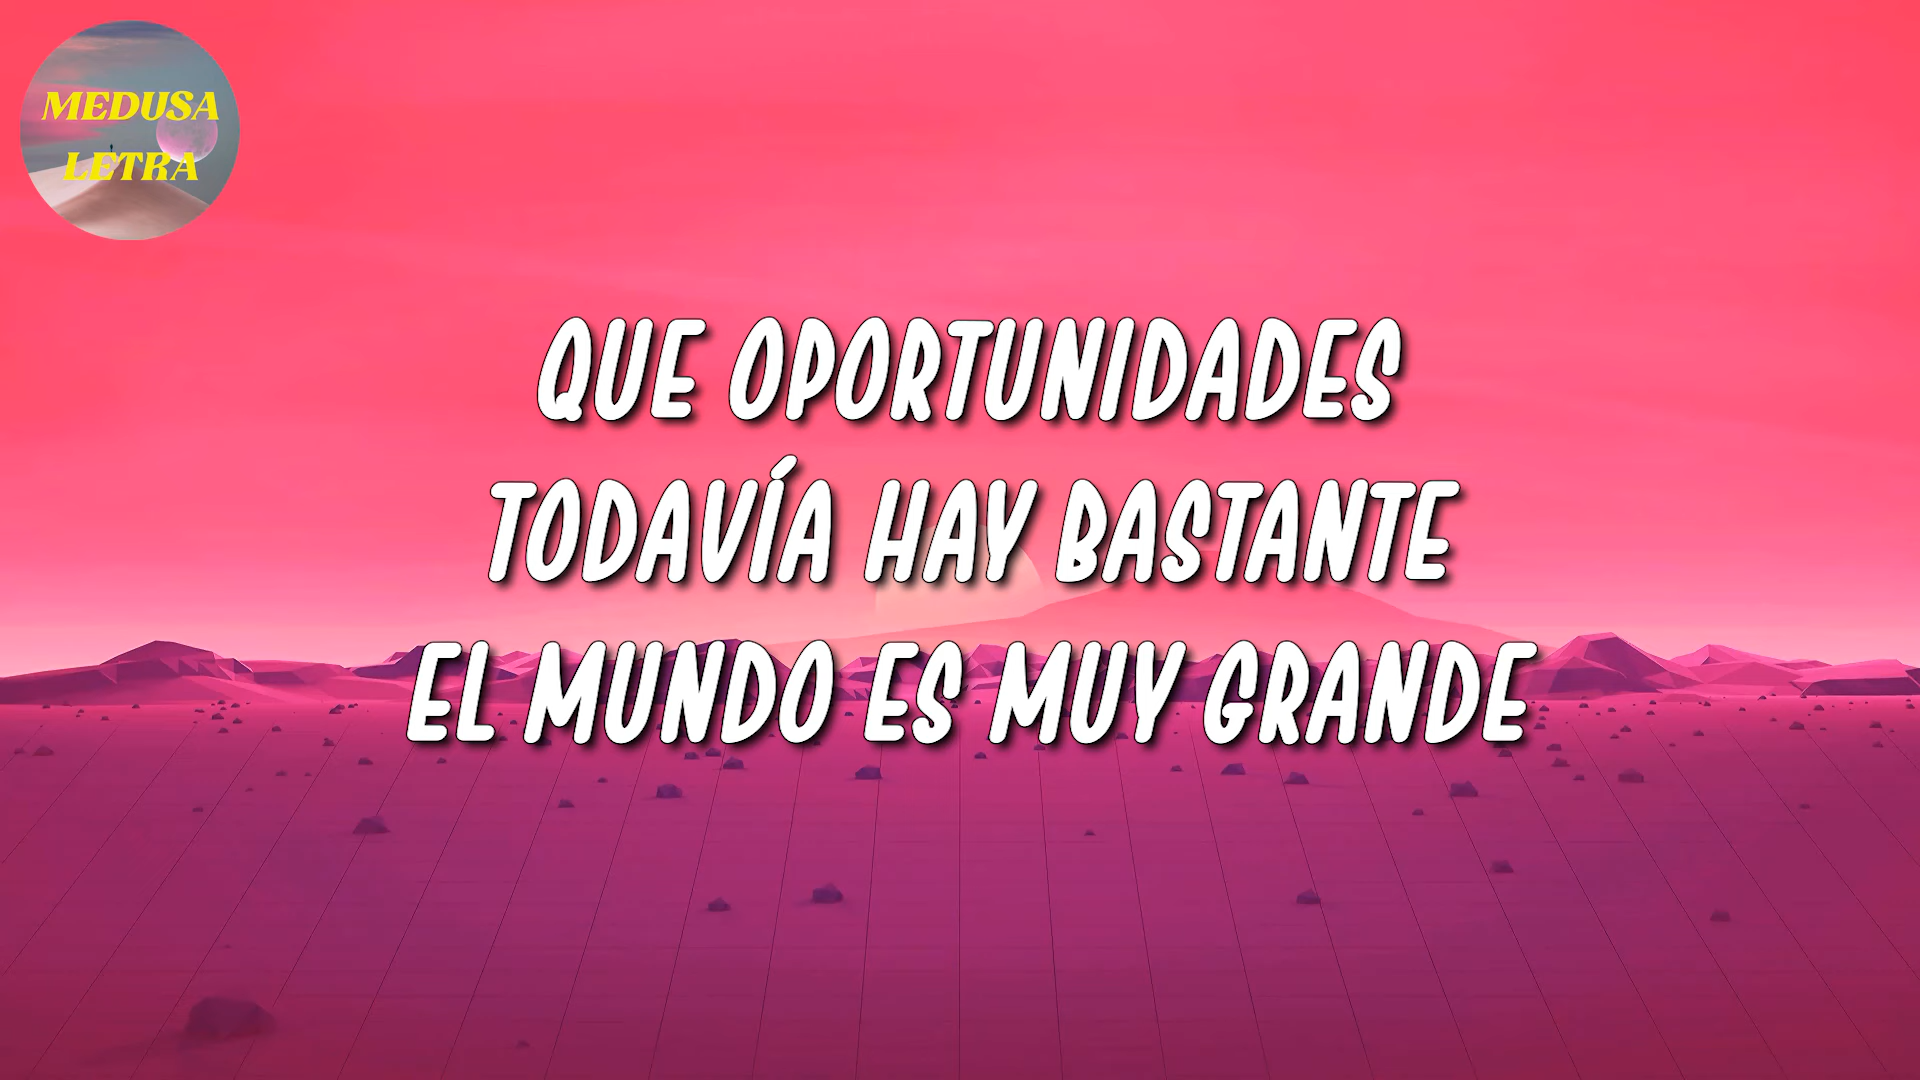 MEDUSA
LETRA
QUE OPORTUNIDADES
TODAVÍA HAY BASTANTE
EL MUNDO ES MUY GRANDE